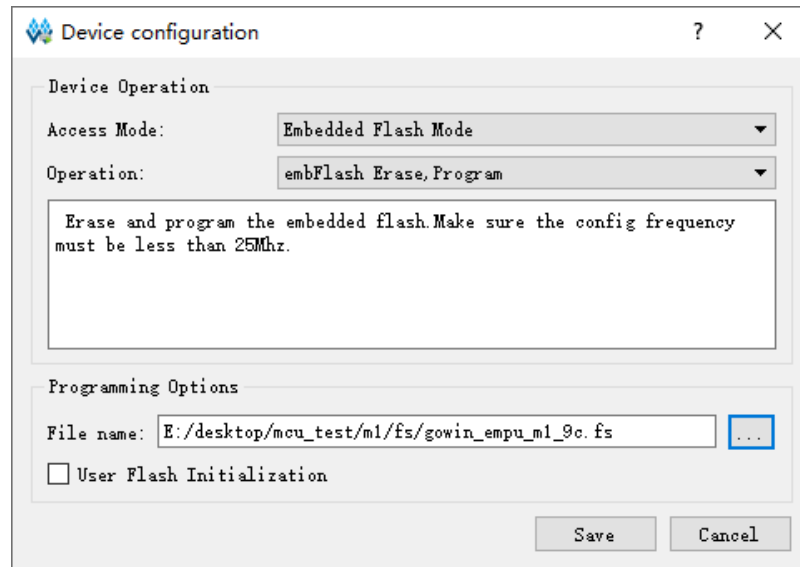 Device configuration
?
Device Operation
Access Mode: Embedded Flash Mode
Operation: embFlash Erase,Program
Erase and program the embedded flash.Make sure the config frequency
must be less than 25Mhz.
Programming Options
File name: E:/desktop/mcu_test/m1/fs/gowin_empu_m1_9c.fs ...
User Flash Initialization
Save Cancel